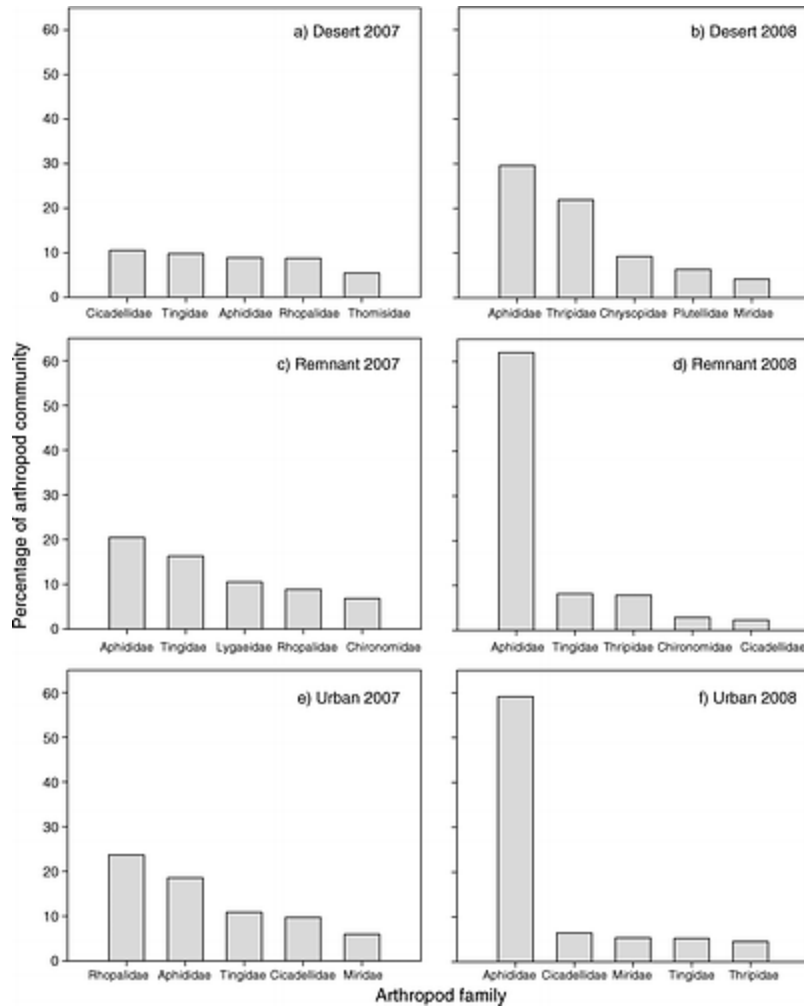 a) Desert 2007
60
50
40
30
20
10
0
Cicadellidae Tingidae Aphididae Rhopalidae Thomisidae
b) Desert 2008
Aphididae Thripidae Chrysopidae Plutellidae Miridae
Percentage of arthropod community
c) Remnant 2007
60
50
40
30
20
10
0
Aphididae Tingidae Lygaeidae Rhopalidae Chironomidae
d) Remnant 2008
Aphididae Tingidae Thripidae Chironomidae Cicadellidae
e) Urban 2007
60
50
40
30
20
10
0
Rhopalidae Aphididae Tingidae Cicadellidae Miridae
f) Urban 2008
Aphididae Cicadellidae Miridae Tingidae Thripidae
Arthropod family